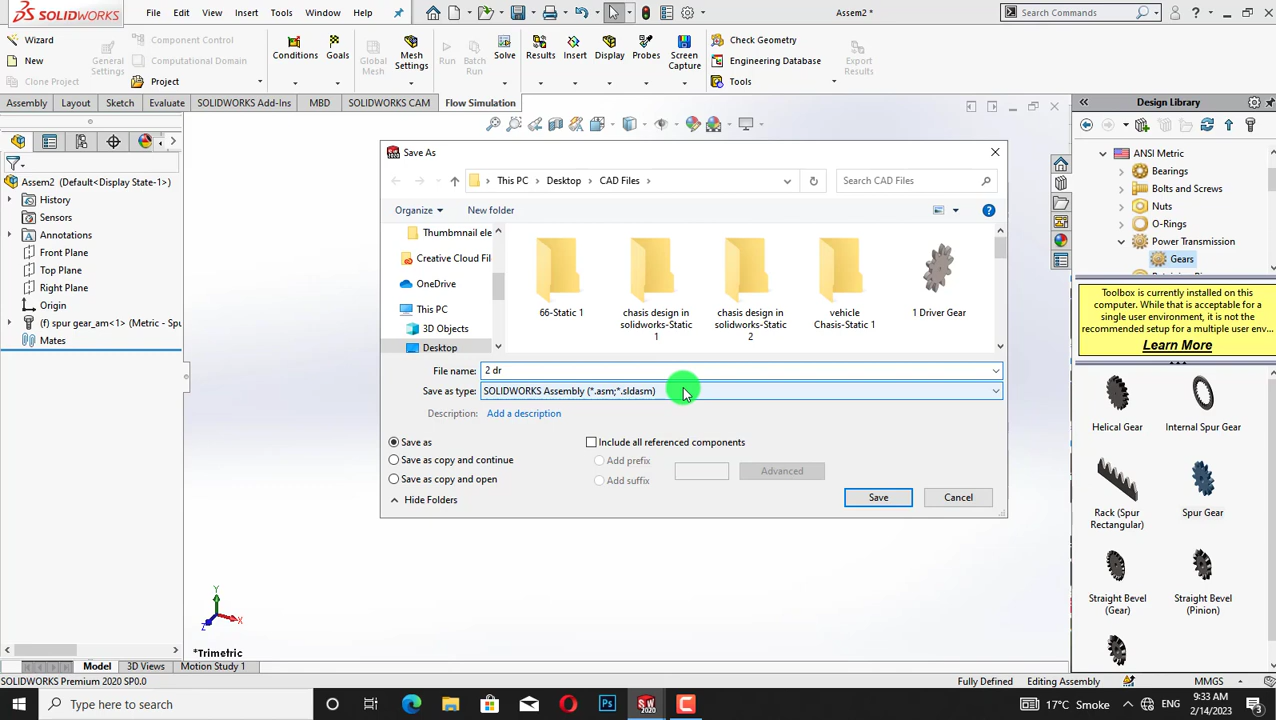 SOLIDWORKS
File Edit View Insert Tools Window Help
Assem2 *
Search Commands
Wizard
New
Clone Project
General Settings
Component Control
Computational Domain
Project
Conditions
Goals
Global Mesh
Mesh Settings
Run
Batch Run
Solve
Results
Insert
Display
Probes
Screen Capture
Check Geometry
Engineering Database
Tools
Export Results
Assembly Layout Sketch Evaluate SOLIDWORKS Add-Ins MBD SOLIDWORKS CAM Flow Simulation
Design Library
Assem2 (Default<Display State-1>)
History
Sensors
Annotations
Front Plane
Top Plane
Right Plane
Origin
(f) spur gear_am<1> (Metric - Spu
Mates
Save As
This PC > Desktop > CAD Files >
Search CAD Files
Organize
New folder
Thumbmnail ele
Creative Cloud Fil
OneDrive
This PC
3D Objects
Desktop
66-Static 1
chasis design in solidworks-Static 1
chasis design in solidworks-Static 2
vehicle Chasis-Static 1
1 Driver Gear
File name: 2 dr
Save as type: SOLIDWORKS Assembly (*.asm;*.sldasm)
Description: Add a description
Save as
Save as copy and continue
Save as copy and open
Include all referenced components
Add prefix
Add suffix
Advanced
Hide Folders
Save
Cancel
ANSI Metric
Bearings
Bolts and Screws
Nuts
O-Rings
Power Transmission
Gears
Toolbox is currently installed on this
computer. While that is acceptable for a
single user environment, it is not the
recommended setup for a multiple user env...
Learn More
Helical Gear
Internal Spur Gear
Rack (Spur Rectangular)
Spur Gear
Straight Bevel (Gear)
Straight Bevel (Pinion)
Y
X
Z
*Trimetric
Model 3D Views Motion Study 1
SOLIDWORKS Premium 2020 SP0.0
Fully Defined Editing Assembly MMGS
Type here to search
SW 2020
Ps
17°C Smoke
ENG
9:33 AM
2/14/2023
3